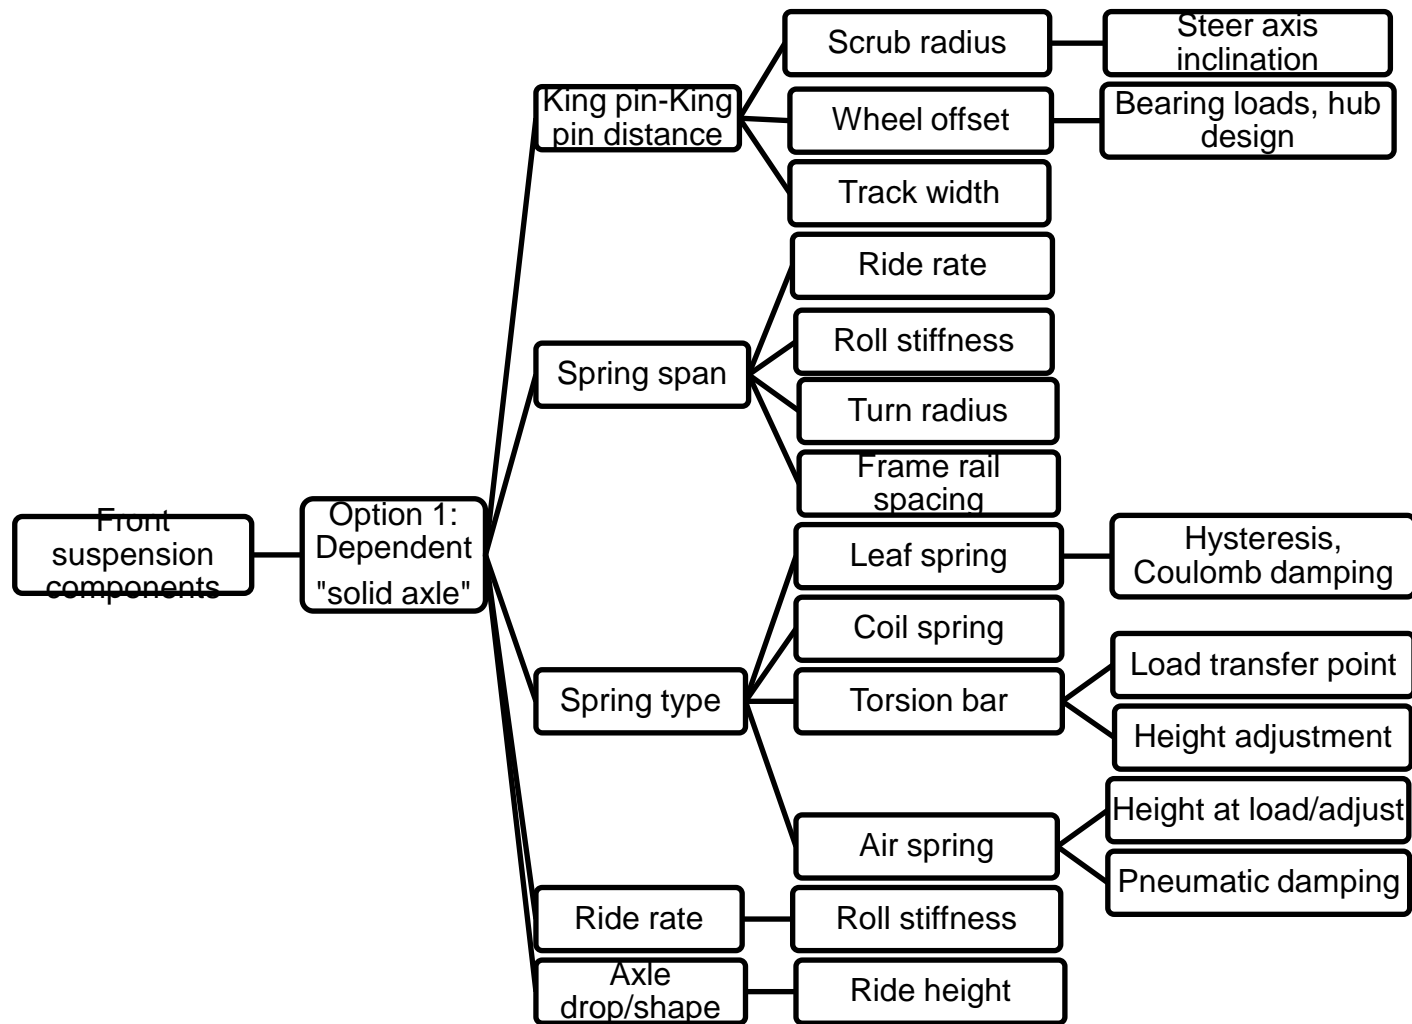 Front
suspension
components
Option 1:
Dependent
"solid axle"
King pin-King
pin distance
Scrub radius
Steer axis
inclination
Wheel offset
Bearing loads, hub
design
Track width
Spring span
Ride rate
Roll stiffness
Turn radius
Frame rail
spacing
Spring type
Leaf spring
Hysteresis,
Coulomb damping
Coil spring
Torsion bar
Load transfer point
Height adjustment
Air spring
Height at load/adjust
Pneumatic damping
Ride rate
Roll stiffness
Axle
drop/shape
Ride height